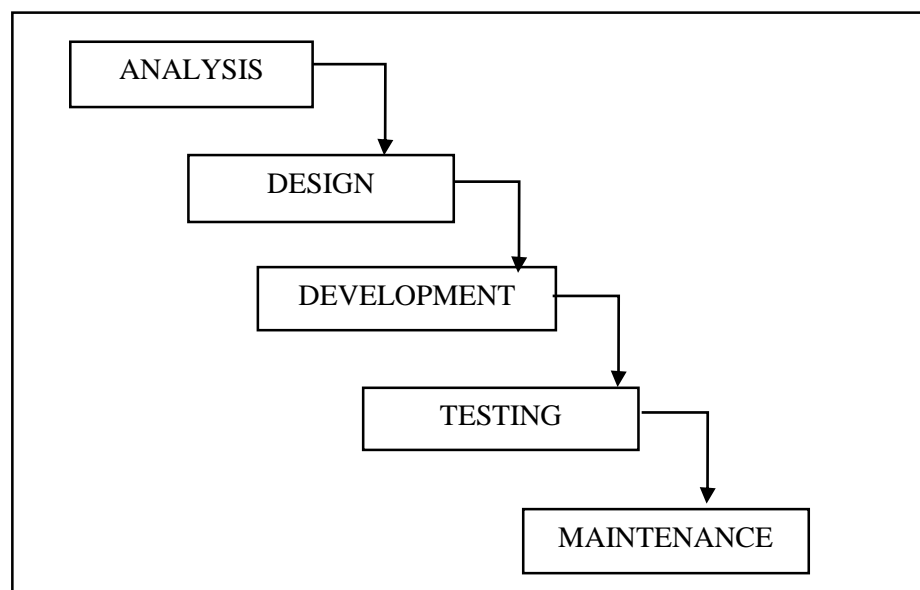 ANALYSIS
DESIGN
DEVELOPMENT
TESTING
MAINTENANCE